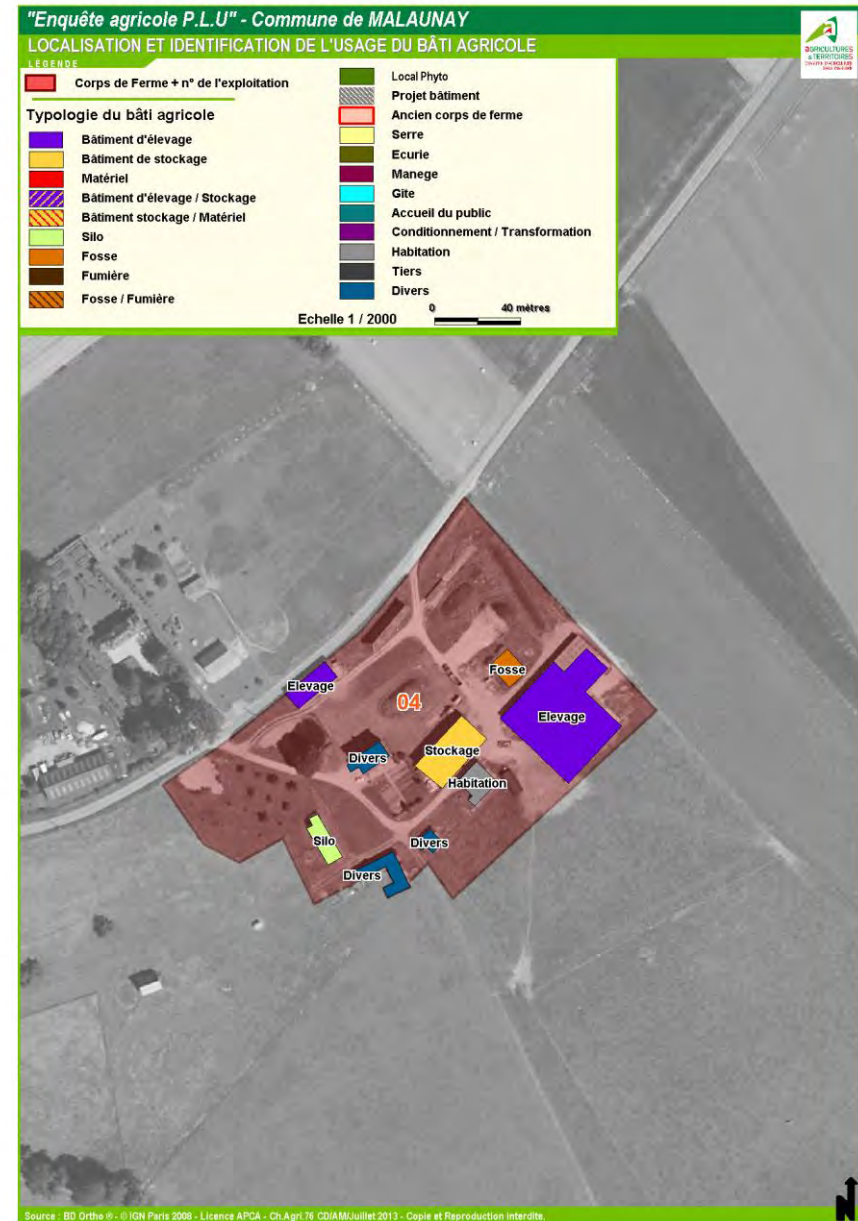 "Enquête agricole P.L.U" - Commune de MALAUNAY
LOCALISATION ET IDENTIFICATION DE L'USAGE DU BÂTI AGRICOLE
AGRICULTURES
& TERRITOIRES
LÉGENDE
Corps de Ferme + n° de l'exploitation
Typologie du bâti agricole
Bâtiment d'élevage
Bâtiment de stockage
Matériel
Bâtiment d'élevage / Stockage
Bâtiment stockage / Matériel
Silo
Fosse
Fumière
Fosse / Fumière
Local Phyto
Projet bâtiment
Ancien corps de ferme
Serre
Ecurie
Manege
Gite
Accueil du public
Conditionnement / Transformation
Habitation
Tiers
Divers
Echelle 1 / 2000
0 40 mètres
Fosse
Elevage
04
Elevage
Stockage
Divers
Habitation
Silo
Divers
Divers
Source : BD Ortho ® - © IGN Paris 2008 - Licence APCA - Ch.Agri.76 CD/AM/Juillet 2013 - Copie et Reproduction interdite.
N